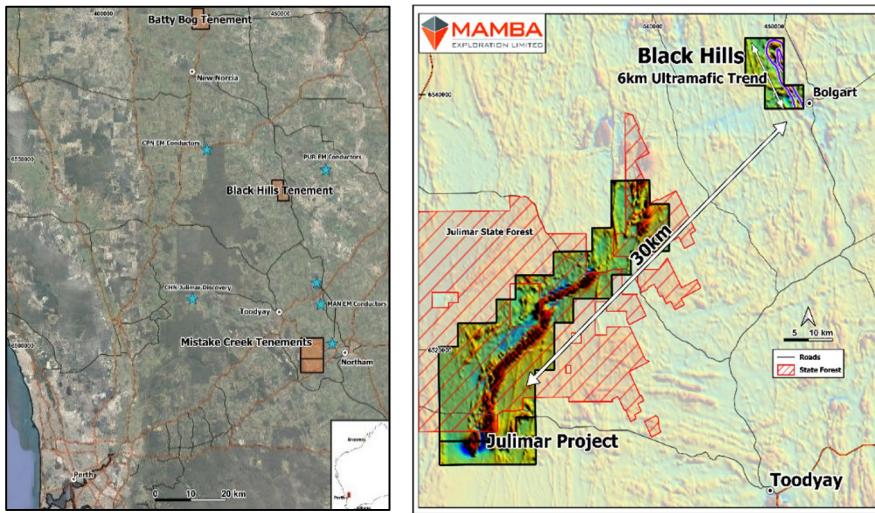 Batty Bog Tenement
New Norcia
CPN EM Conductors
PUR EM Conductors
Black Hills Tenement
CHN Julimar Discovery
MAN EM Conductors
Toodyay
Mistake Creek Tenements
Northam
Perth
0 10 20 km
MAMBA
EXPLORATION LIMITED
Black Hills
6km Ultramafic Trend
Bolgart
Julimar State Forest
30km
5 10 km
Roads
State Forest
Julimar Project
Toodyay